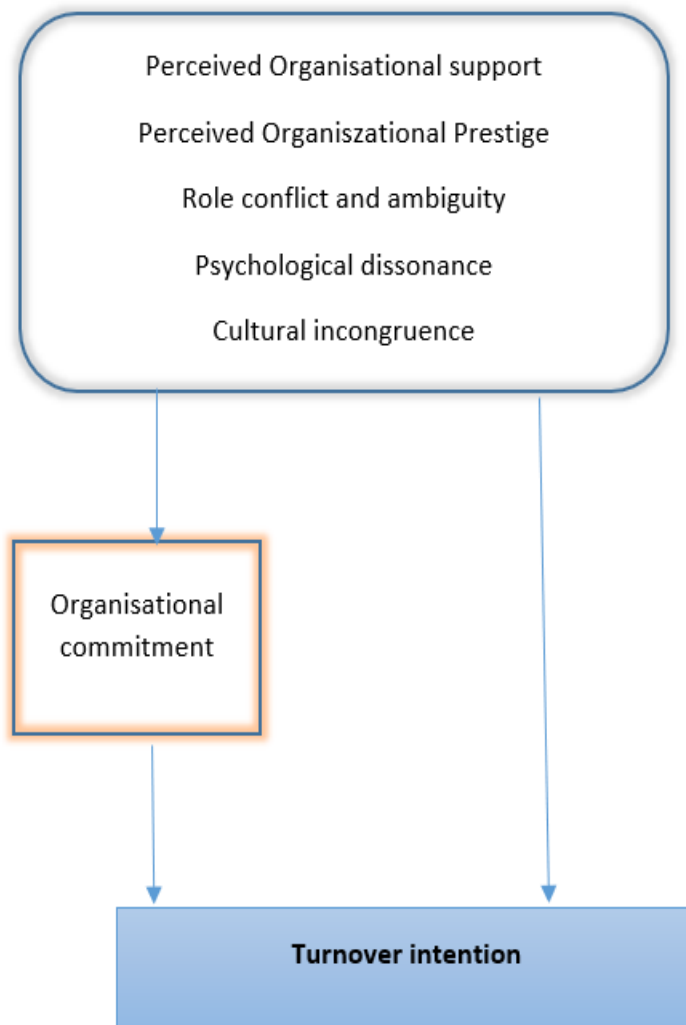 Perceived Organisational support
Perceived Organiszational Prestige
Role conflict and ambiguity
Psychological dissonance
Cultural incongruence
Organisational
commitment
Turnover intention